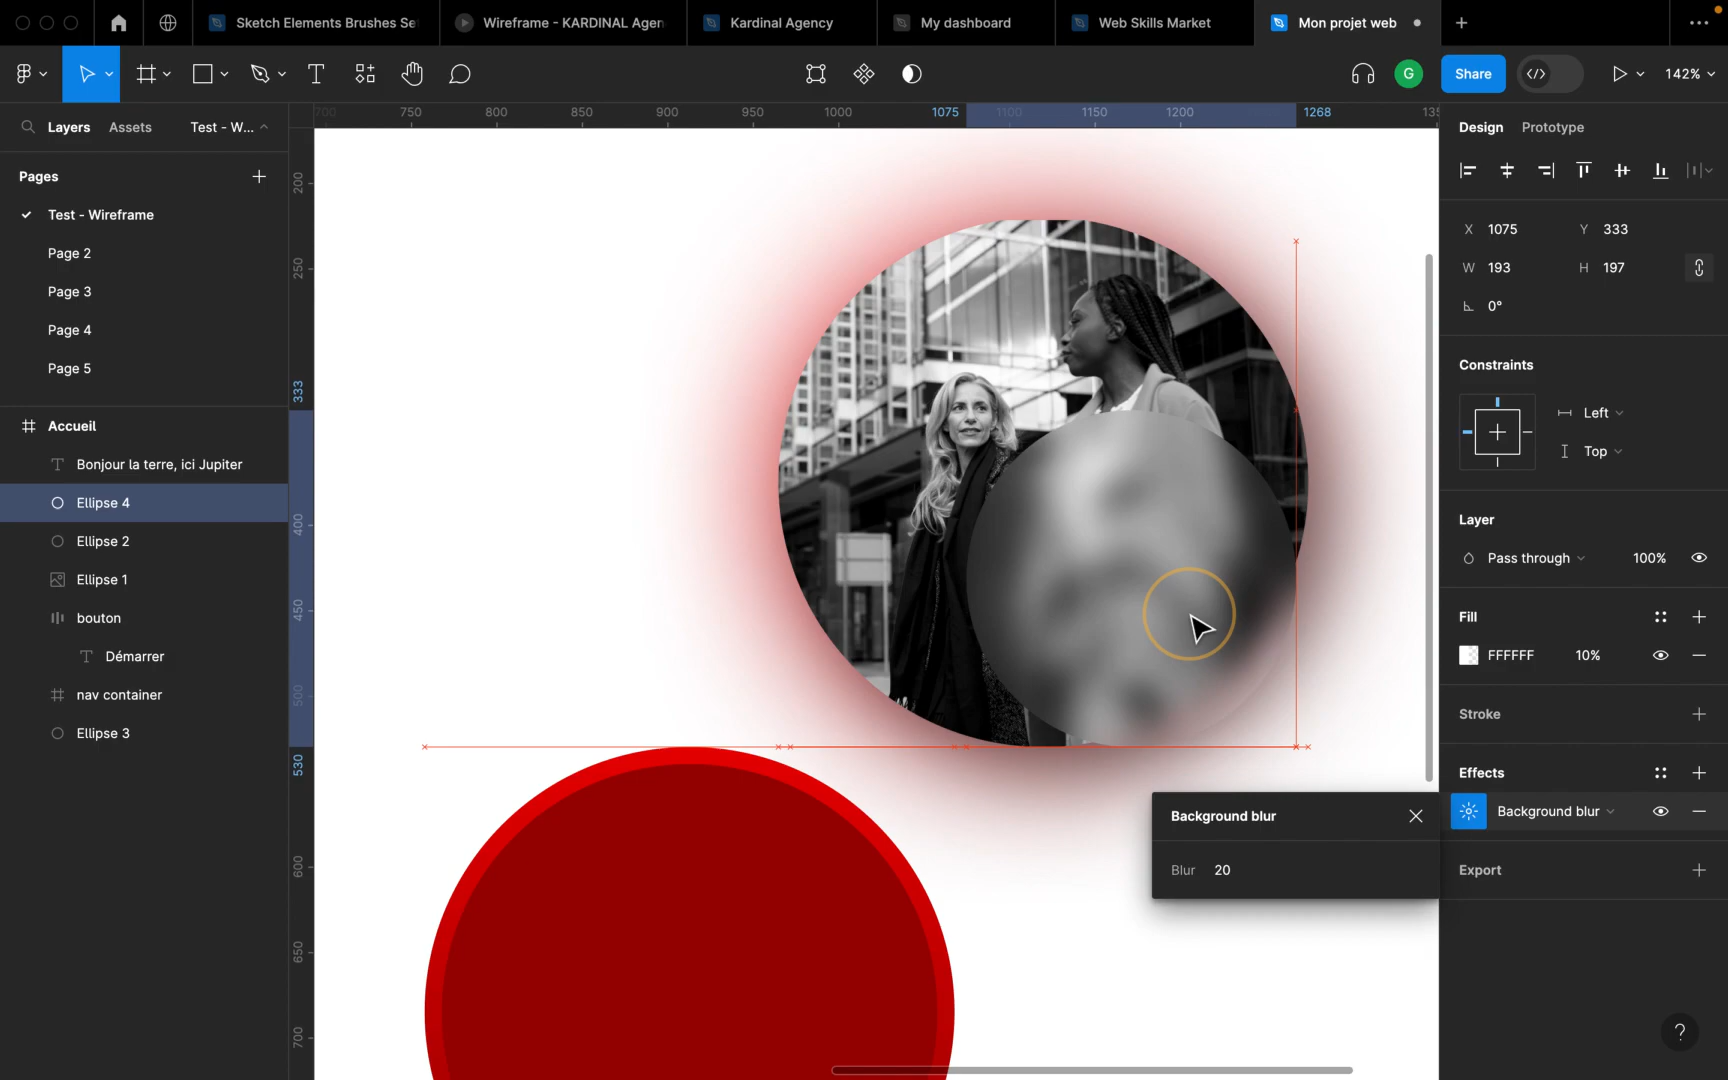 Sketch Elements Brushes Se
Wireframe - KARDINAL Agen
Kardinal Agency
My dashboard
Web Skills Market
Mon projet web
G
Share
142%
Layers
Assets
Test - W...
700
750
800
850
900
950
1000
1075
1100
1150
1200
1268
135
Design
Prototype
Pages
Test - Wireframe
Page 2
Page 3
Page 4
Page 5
Accueil
Bonjour la terre, ici Jupiter
Ellipse 4
Ellipse 2
Ellipse 1
bouton
Démarrer
nav container
Ellipse 3
200
250
333
400
450
500
530
600
650
700
X 1075
Y 333
W 193
H 197
0°
Constraints
Left
Top
Layer
Pass through
100%
Fill
FFFFFF
10%
Stroke
Effects
Background blur
Export
Background blur
Blur 20
?